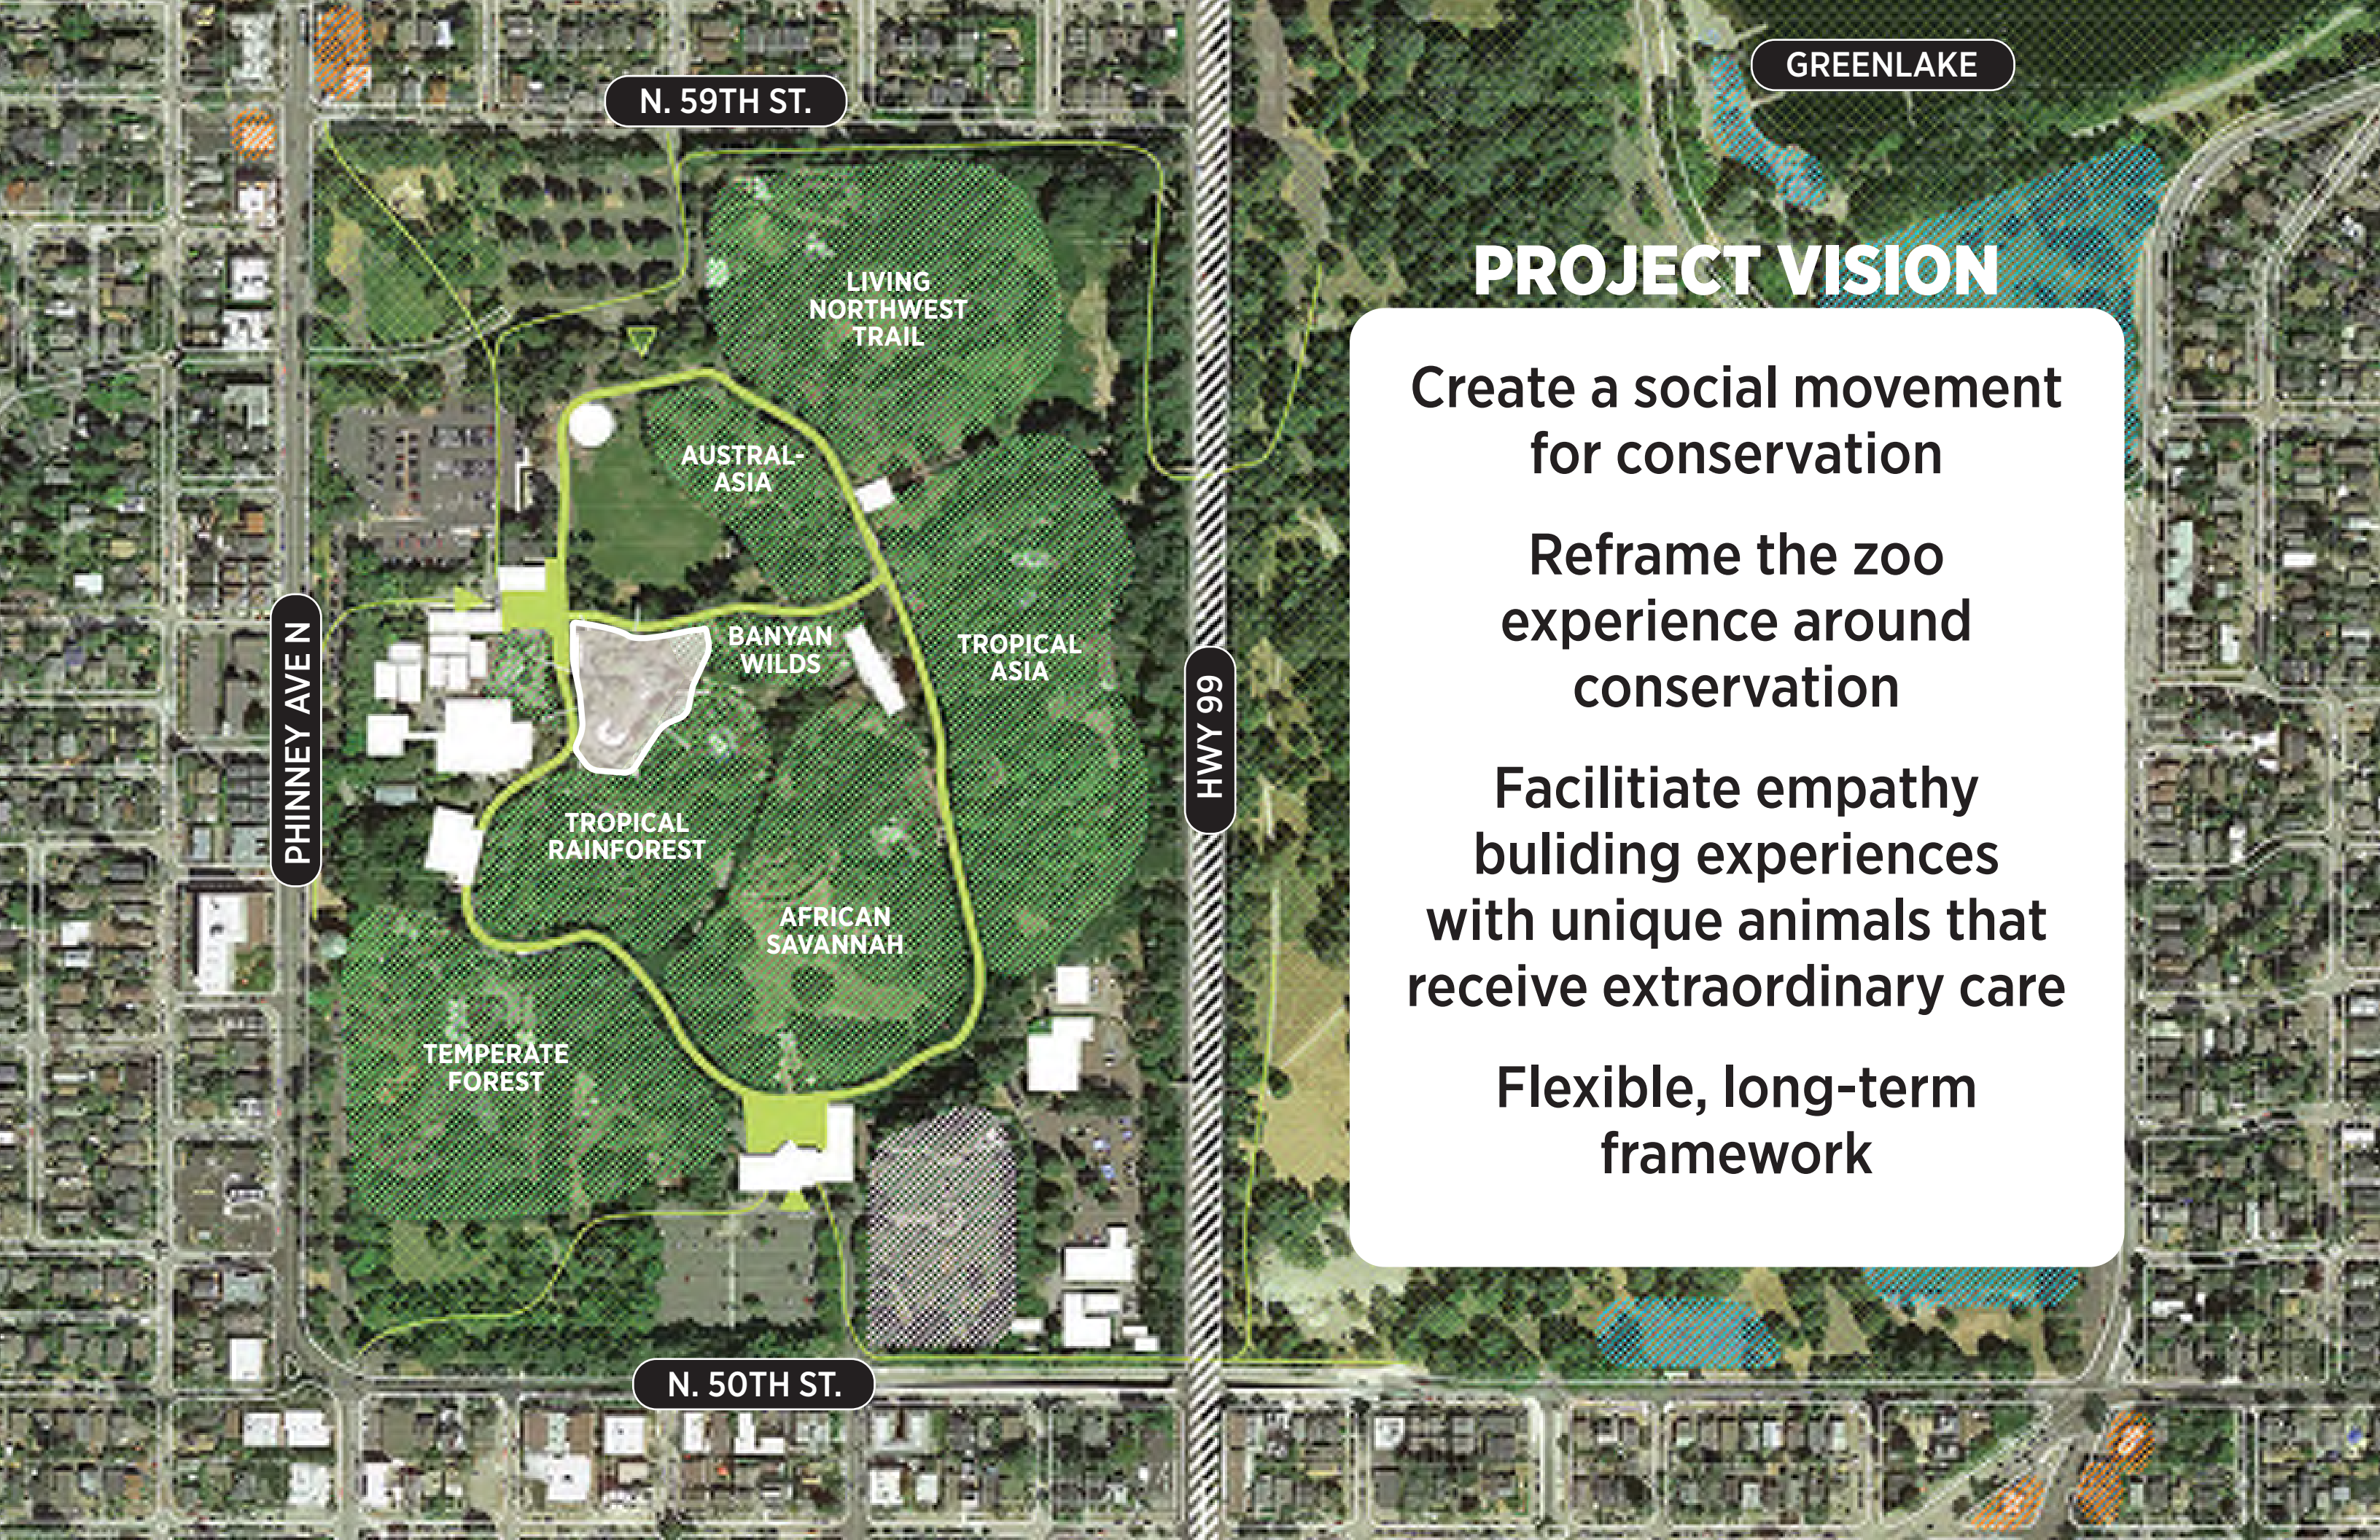 GREENLAKE
N. 59TH ST.
LIVING
NORTHWEST
TRAIL
AUSTRAL-
ASIA
BANYAN
WILDS
TROPICAL
ASIA
PHINNEY AVE N
HWY 99
TROPICAL
RAINFOREST
AFRICAN
SAVANNAH
TEMPERATE
FOREST
N. 50TH ST.
PROJECT VISION
Create a social movement
for conservation
Reframe the zoo
experience around
conservation
Facilitiate empathy
buliding experiences
with unique animals that
receive extraordinary care
Flexible, long-term
framework